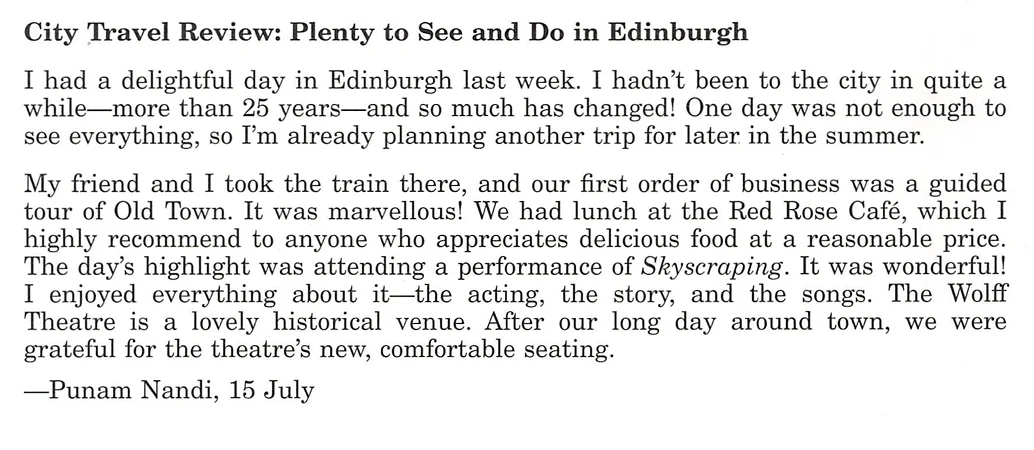 City Travel Review: Plenty to See and Do in Edinburgh
I had a delightful day in Edinburgh last week. I hadn't been to the city in quite a
while—more than 25 years—and so much has changed! One day was not enough to
see everything, so I'm already planning another trip for later in the summer.
My friend and I took the train there, and our first order of business was a guided
tour of Old Town. It was marvellous! We had lunch at the Red Rose Café, which I
highly recommend to anyone who appreciates delicious food at a reasonable price.
The day's highlight was attending a performance of Skyscraping. It was wonderful!
I enjoyed everything about it—the acting, the story, and the songs. The Wolff
Theatre is a lovely historical venue. After our long day around town, we were
grateful for the theatre's new, comfortable seating.
—Punam Nandi, 15 July